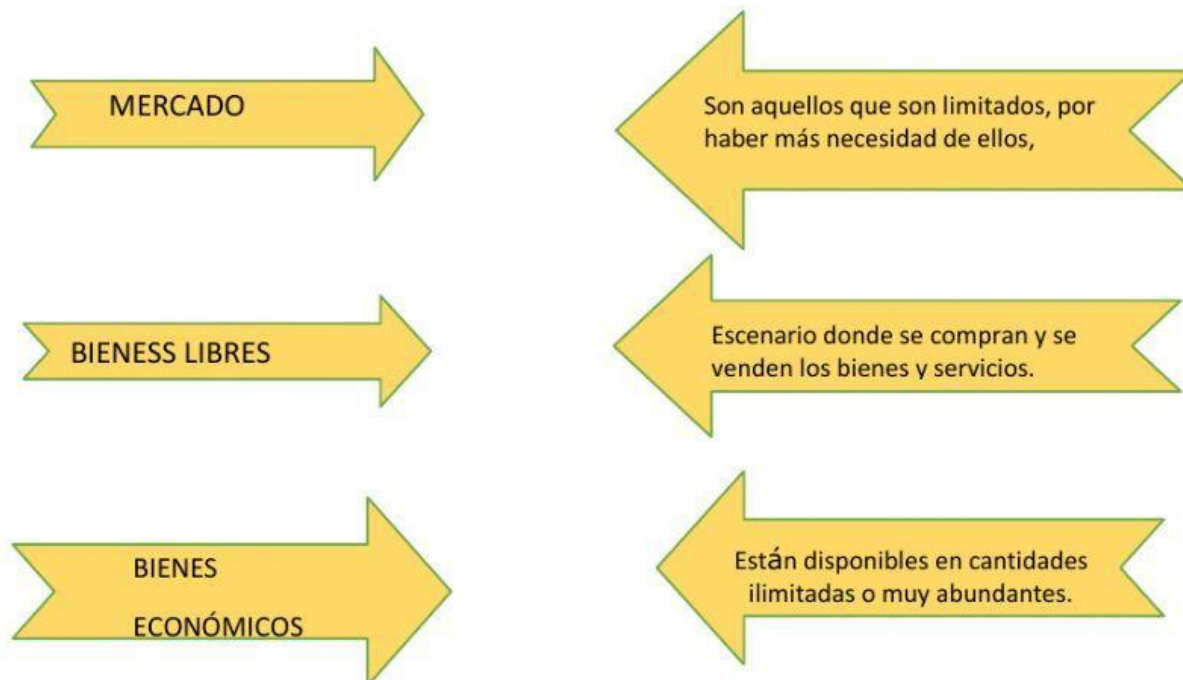 MERCADO
Son aquellos que son limitados, por
haber más necesidad de ellos,
BIENESS LIBRES
Escenario donde se compran y se
venden los bienes y servicios.
BIENES
ECONÓMICOS
Están disponibles en cantidades
ilimitadas o muy abundantes.